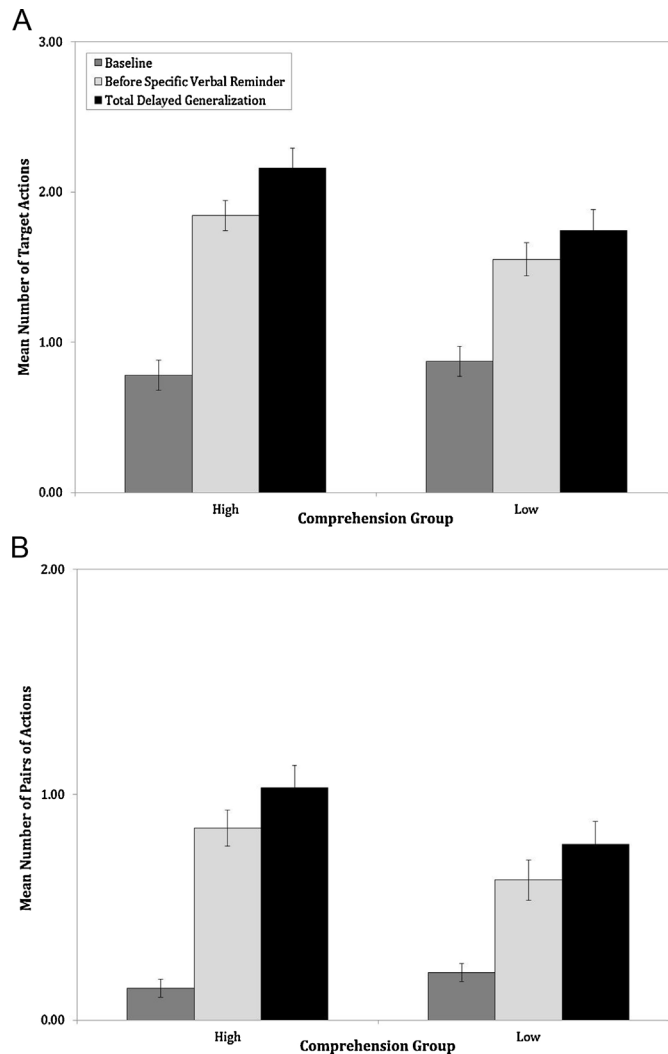 A
3.00
Baseline
Before Specific Verbal Reminder
Total Delayed Generalization
2.00
Mean Number of Target Actions
1.00
0.00
High
Low
Comprehension Group
B
2.00
Mean Number of Pairs of Actions
1.00
0.00
High
Low
Comprehension Group